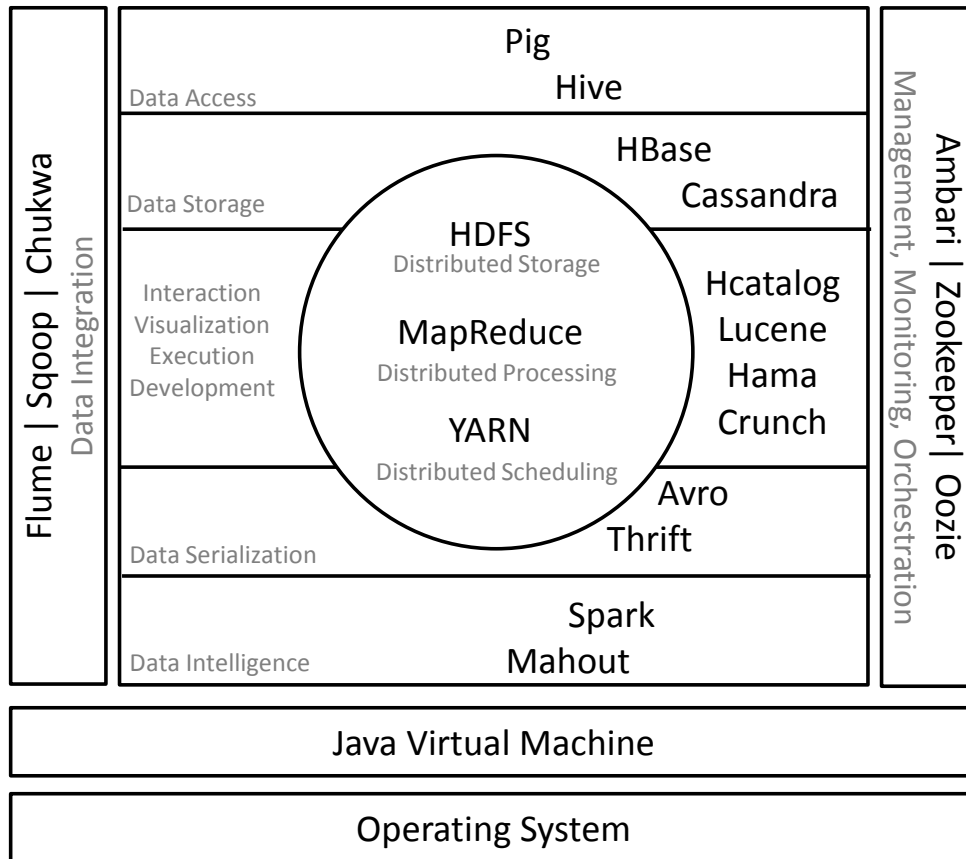 Flume | Sqoop | Chukwa
Data Integration
Pig
Hive
Data Access
HBase
Cassandra
Data Storage
HDFS
Distributed Storage
MapReduce
Distributed Processing
YARN
Distributed Scheduling
Interaction
Visualization
Execution
Development
Hcatalog
Lucene
Hama
Crunch
Avro
Thrift
Data Serialization
Spark
Mahout
Data Intelligence
Management, Monitoring, Orchestration
Ambari | Zookeeper| Oozie
Java Virtual Machine
Operating System